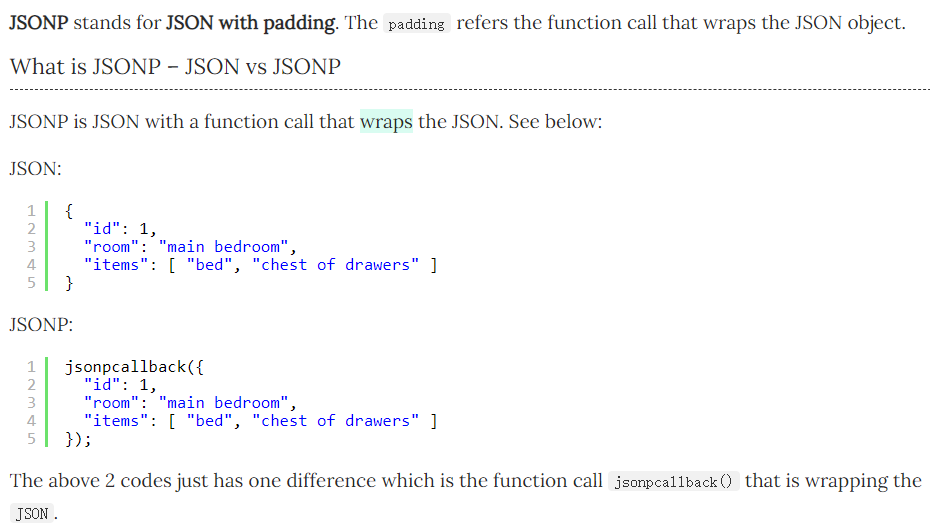 JSONP stands for JSON with padding. The padding refers the function call that wraps the JSON object.
What is JSONP – JSON vs JSONP
JSONP is JSON with a function call that wraps the JSON. See below:
JSON:
1 {
2   "id": 1,
3   "room": "main bedroom",
4   "items": [ "bed", "chest of drawers" ]
5 }
JSONP:
1 jsonpcallback({
2   "id": 1,
3   "room": "main bedroom",
4   "items": [ "bed", "chest of drawers" ]
5 });
The above 2 codes just has one difference which is the function call jsonpcallback() that is wrapping the
JSON .